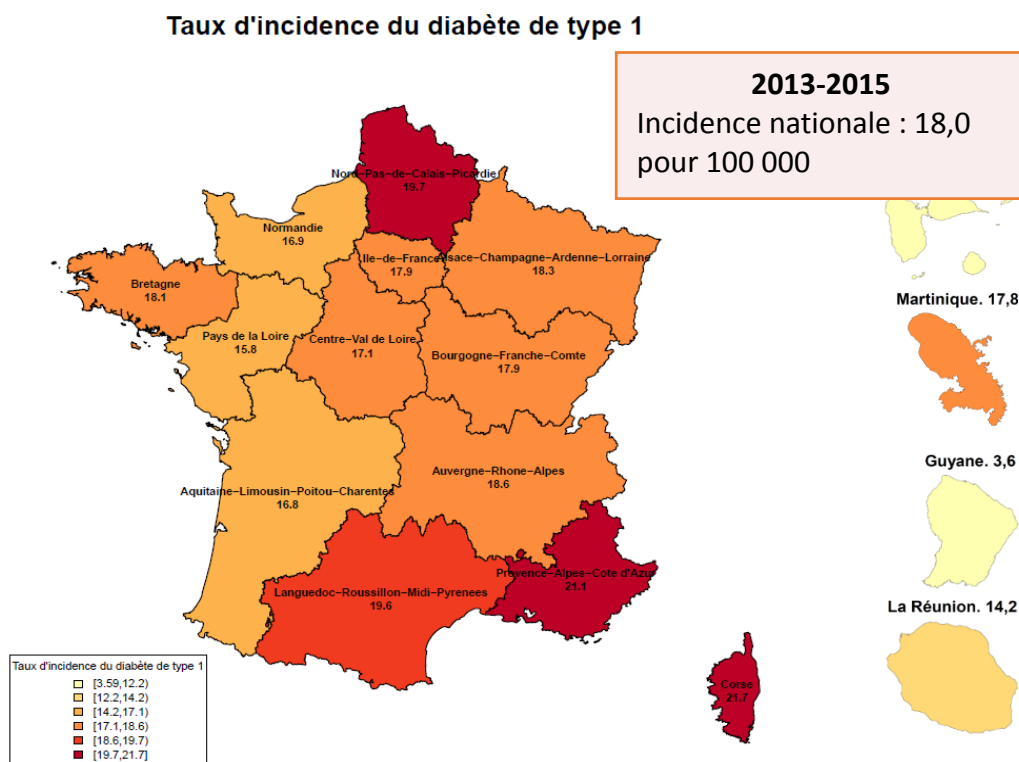 Taux d'incidence du diabète de type 1
2013-2015
Incidence nationale : 18,0
pour 100 000
Nord-Pas-de-Calais-Picardie
19.7
Normandie
16.9
Ile-de-France
17.9
Alsace-Champagne-Ardenne-Lorraine
18.3
Bretagne
18.1
Martinique. 17,8
Pays de la Loire
15.8
Centre-Val de Loire
17.1
Bourgogne-Franche-Comte
17.9
Guyane. 3,6
Auvergne-Rhone-Alpes
18.6
Aquitaine-Limousin-Poitou-Charentes
16.8
Provence-Alpes-Cote d'Azur
21.1
Languedoc-Roussillon-Midi-Pyrenees
19.6
La Réunion. 14,2
Corse
21.7
Taux d'incidence du diabète de type 1
[3.59,12.2)
[12.2,14.2)
[14.2,17.1)
[17.1,18.6)
[18.6,19.7)
[19.7,21.7]